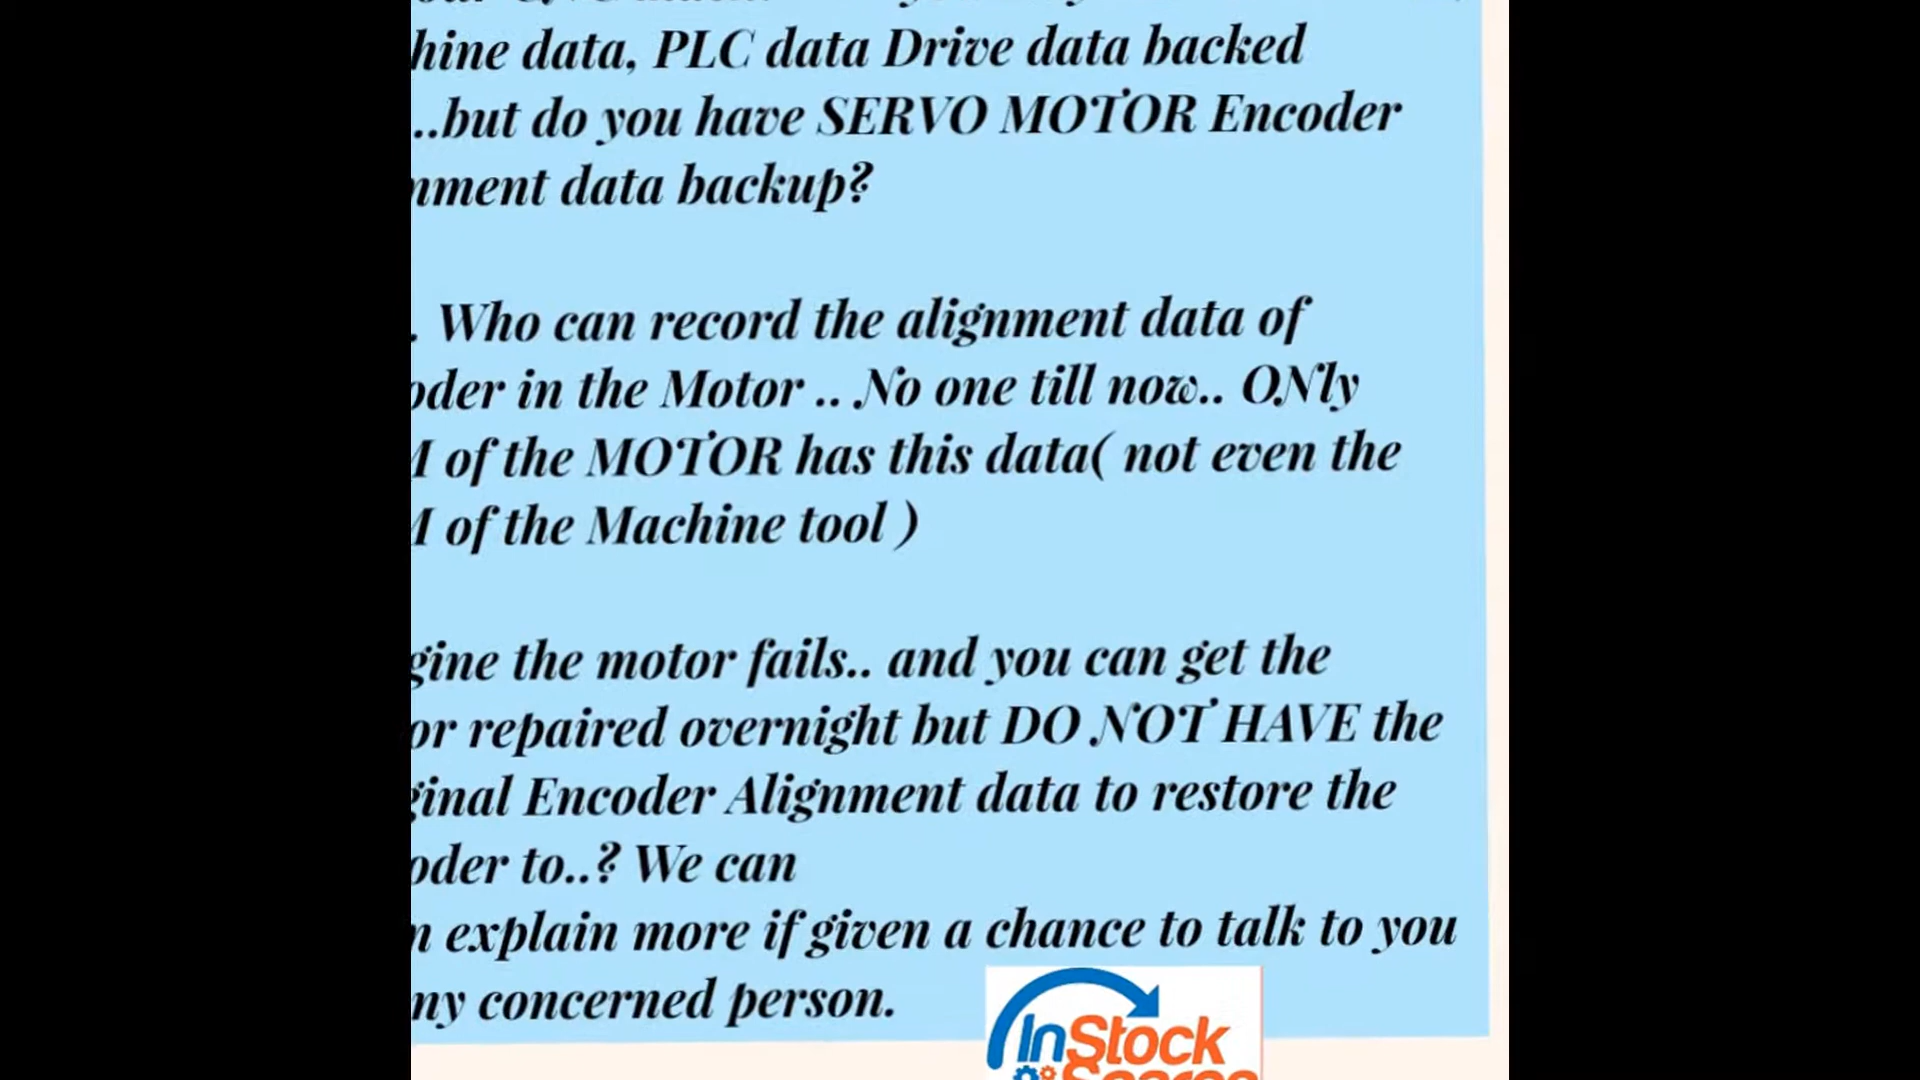 hine data, PLC data Drive data backed
..but do you have SERVO MOTOR Encoder
nment data backup?
. Who can record the alignment data of
oder in the Motor .. No one till now.. ONly
of the MOTOR has this data( not even the
of the Machine tool )
gine the motor fails.. and you can get the
or repaired overnight but DO NOT HAVE the
ginal Encoder Alignment data to restore the
oder to..? We can
n explain more if given a chance to talk to you
ny concerned person.
InStock